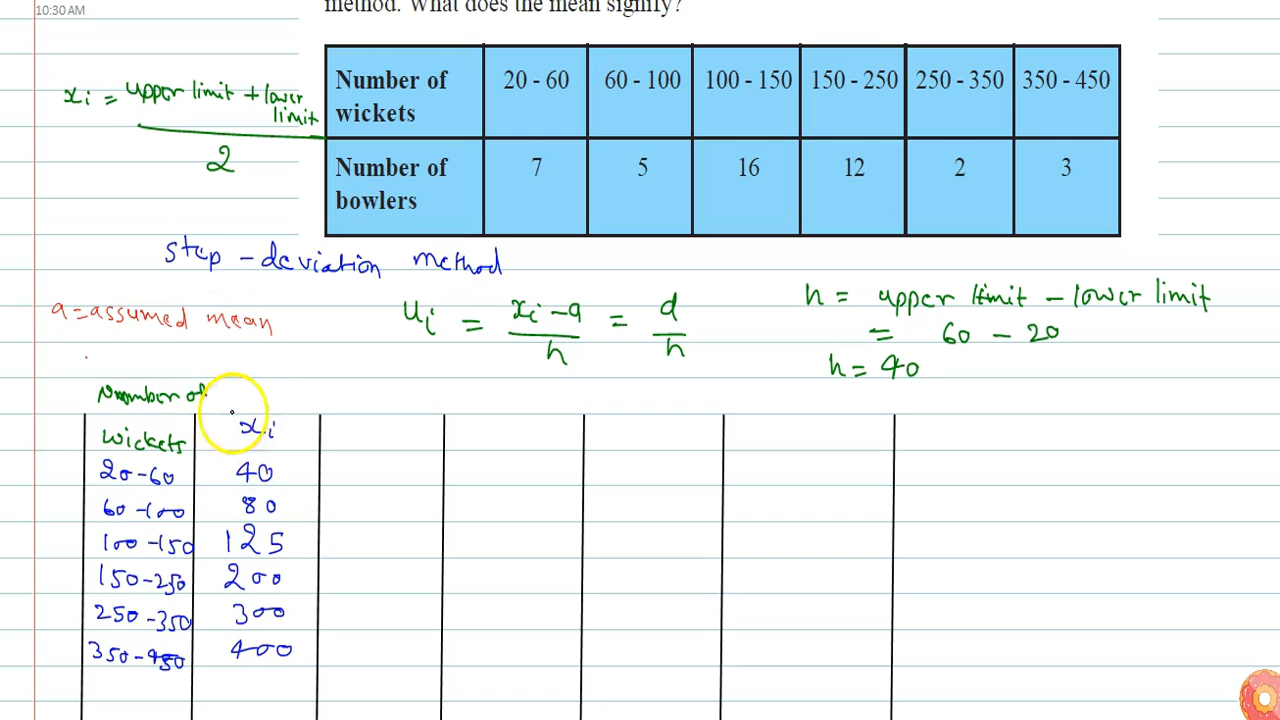 10:30 AM
method. What does the mean signify?
Number of wickets 20 - 60 60 - 100 100 - 150 150 - 250 250 - 350 350 - 450
Number of bowlers 7 5 16 12 2 3
xi = upper limit + lower limit
2
step - deviation method
a = assumed mean
ui = xi - a / h = d / h
h = upper limit - lower limit
= 60 - 20
h = 40
Number of
wickets xi
20-60 40
60-100 80
100-150 125
150-250 200
250-350 300
350-450 400